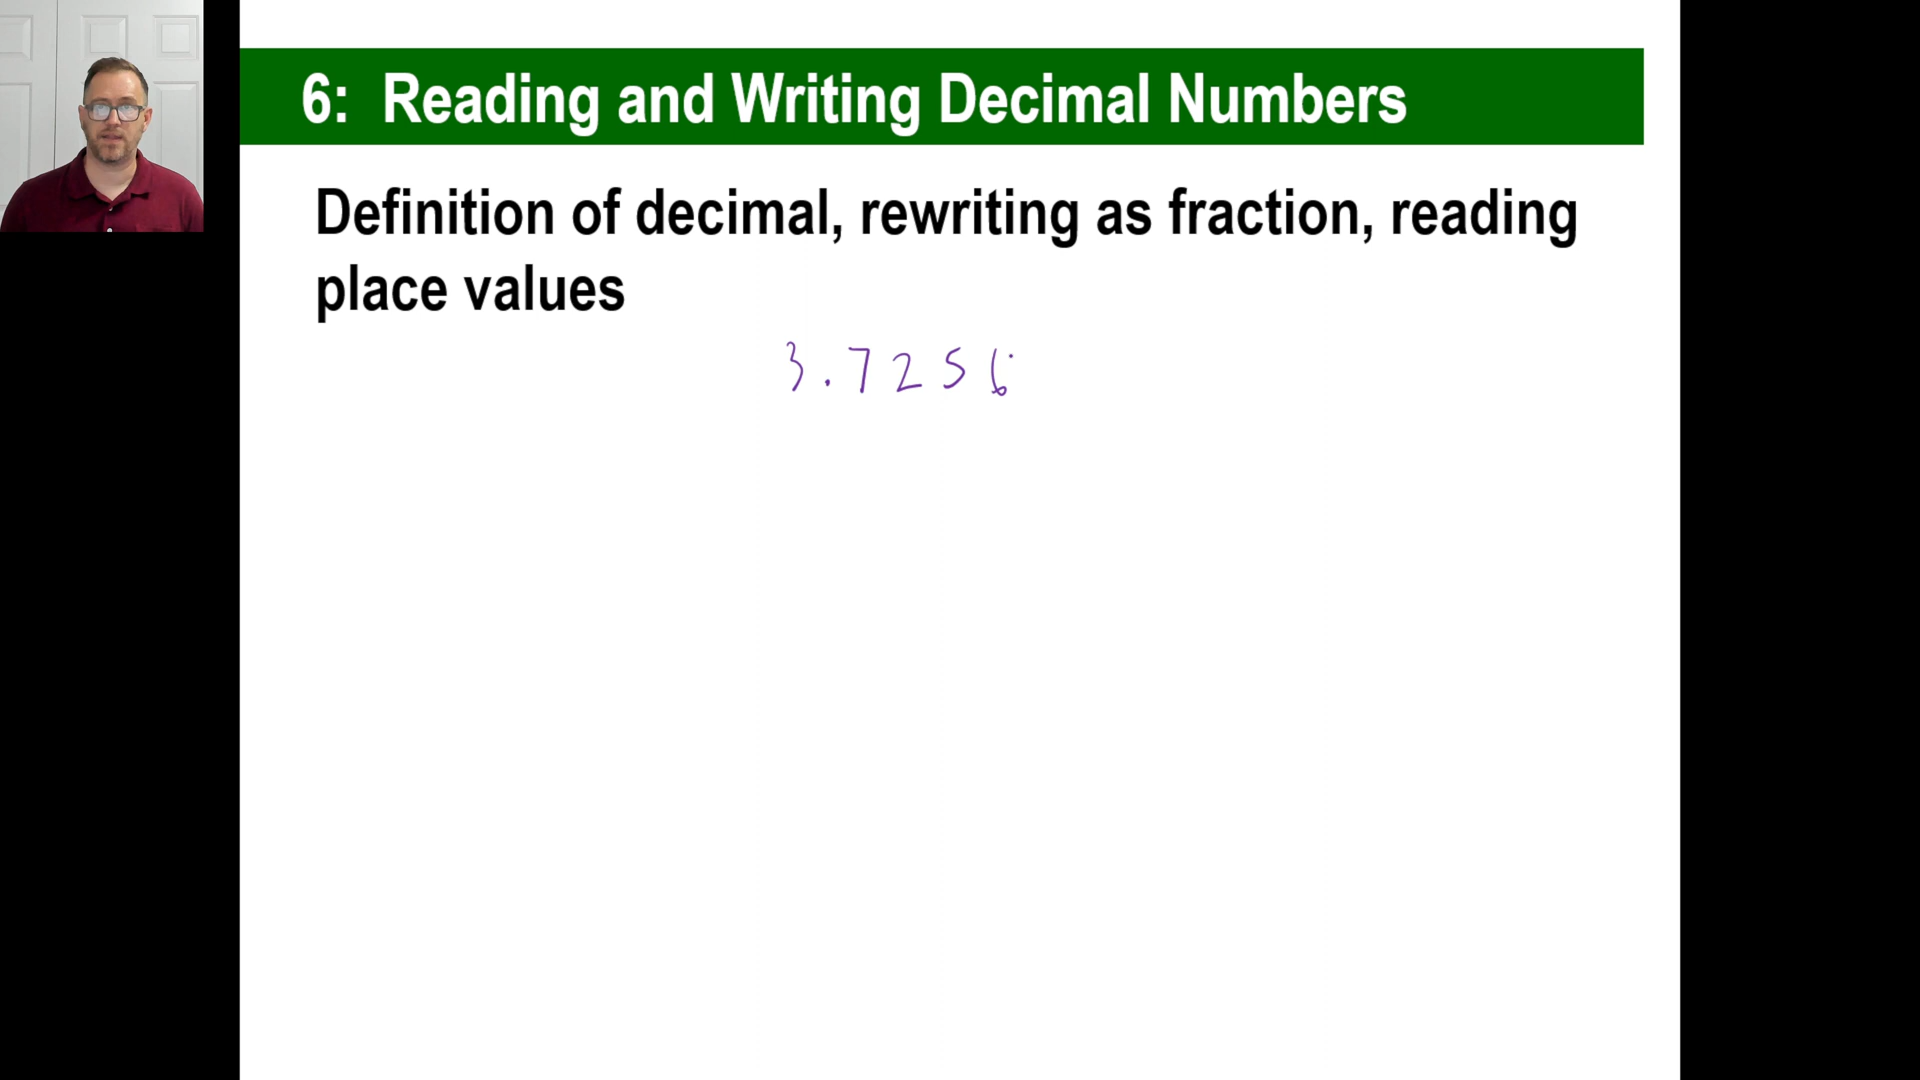 6: Reading and Writing Decimal Numbers
Definition of decimal, rewriting as fraction, reading
place values
3.7256